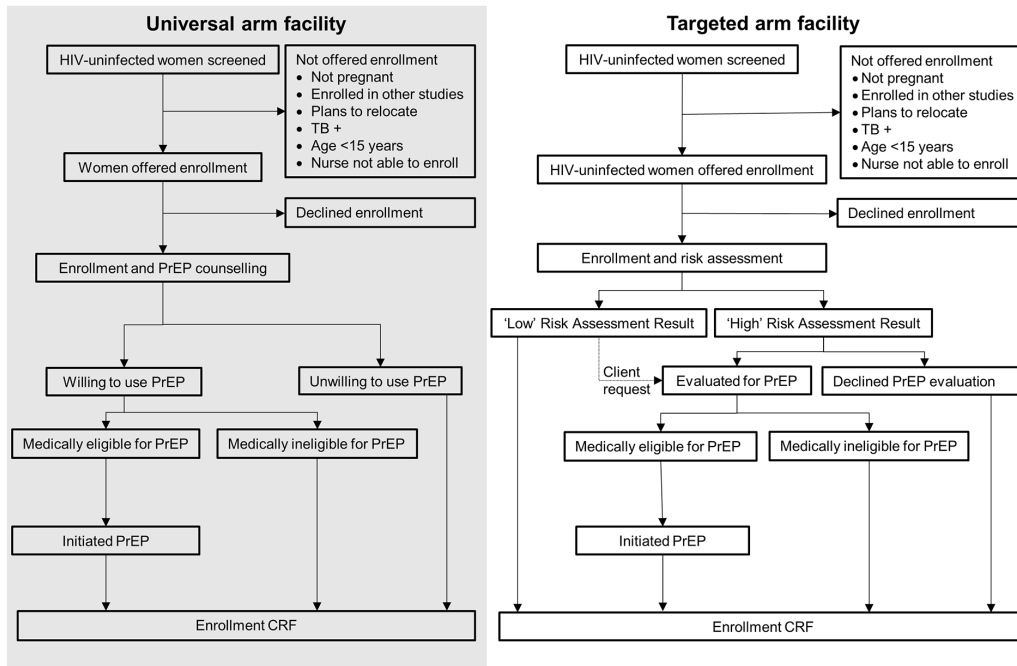 Universal arm facility
HIV-uninfected women screened
Not offered enrollment
• Not pregnant
• Enrolled in other studies
• Plans to relocate
• TB +
• Age <15 years
• Nurse not able to enroll
Women offered enrollment
Declined enrollment
Enrollment and PrEP counselling
Willing to use PrEP
Unwilling to use PrEP
Medically eligible for PrEP
Medically ineligible for PrEP
Initiated PrEP
Enrollment CRF
Targeted arm facility
HIV-uninfected women screened
Not offered enrollment
• Not pregnant
• Enrolled in other studies
• Plans to relocate
• TB +
• Age <15 years
• Nurse not able to enroll
HIV-uninfected women offered enrollment
Declined enrollment
Enrollment and risk assessment
‘Low’ Risk Assessment Result
‘High’ Risk Assessment Result
Client
request
Evaluated for PrEP
Declined PrEP evaluation
Medically eligible for PrEP
Medically ineligible for PrEP
Initiated PrEP
Enrollment CRF